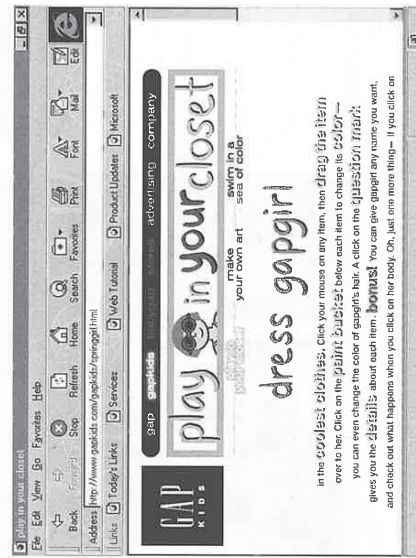 play in your closet
File Edit View Go Favorites Help
Back Forward Stop Refresh Home Search Favorites Print Font Mail Edit
Address http://www.gapkids.com/gapkids/springgirl.html
Links Today's Links Services Web Tutorial Product Updates Microsoft
GAP
KIDS
gap gapkids babygap stores advertising company
play in your closet
make
your own art
swim in a
sea of color
dress gapgirl
in the coolest clothes. Click your mouse on any item, then drag the item
over to her. Click on the paint bucket below each item to change its color—
you can even change the color of gapgirl's hair. A click on the question mark
gives you the details about each item. bonus! You can give gapgirl any name you want,
and check out what happens when you click on her body. Oh, just one more thing— if you click on